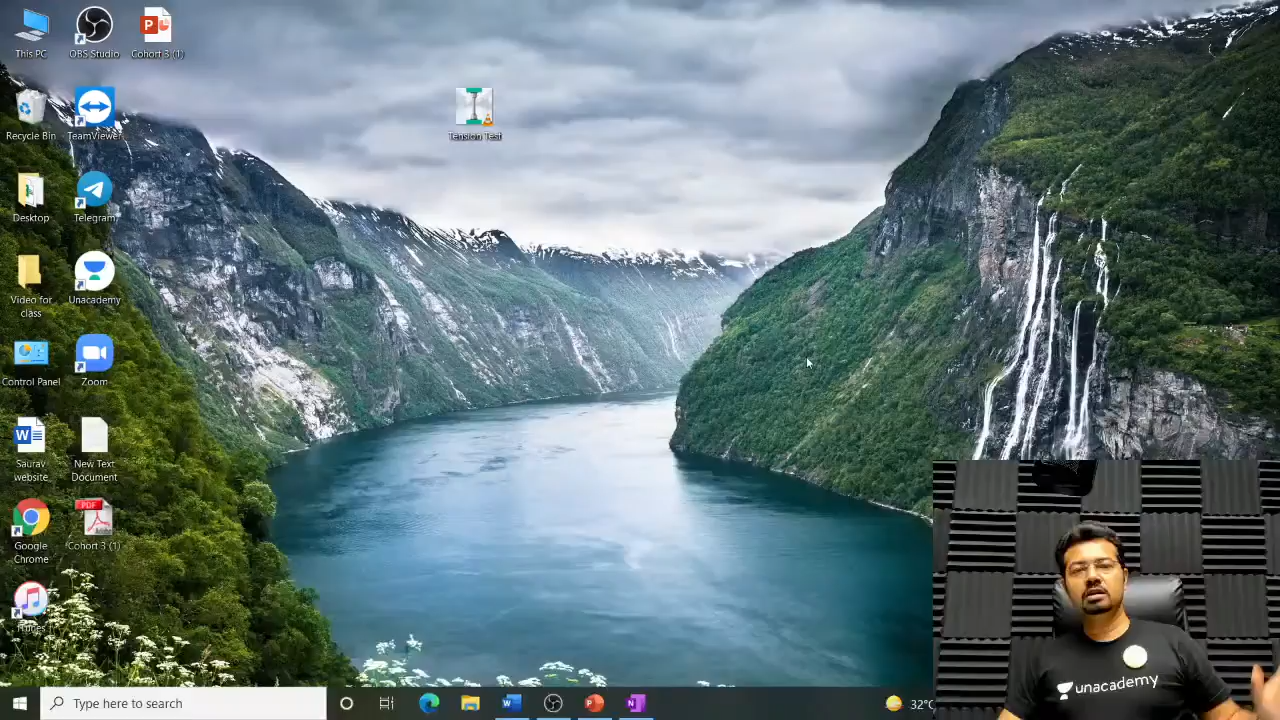 This PC
OBS Studio
Cohort 3 (1)
Recycle Bin
TeamViewer
Tension Test
Desktop
Telegram
Video for
class
Unacademy
Control Panel
Zoom
Saurav
website
New Text
Document
Google
Chrome
PDF
Adobe
Cohort 3 (1)
iTunes
Type here to search
32°C
unacademy